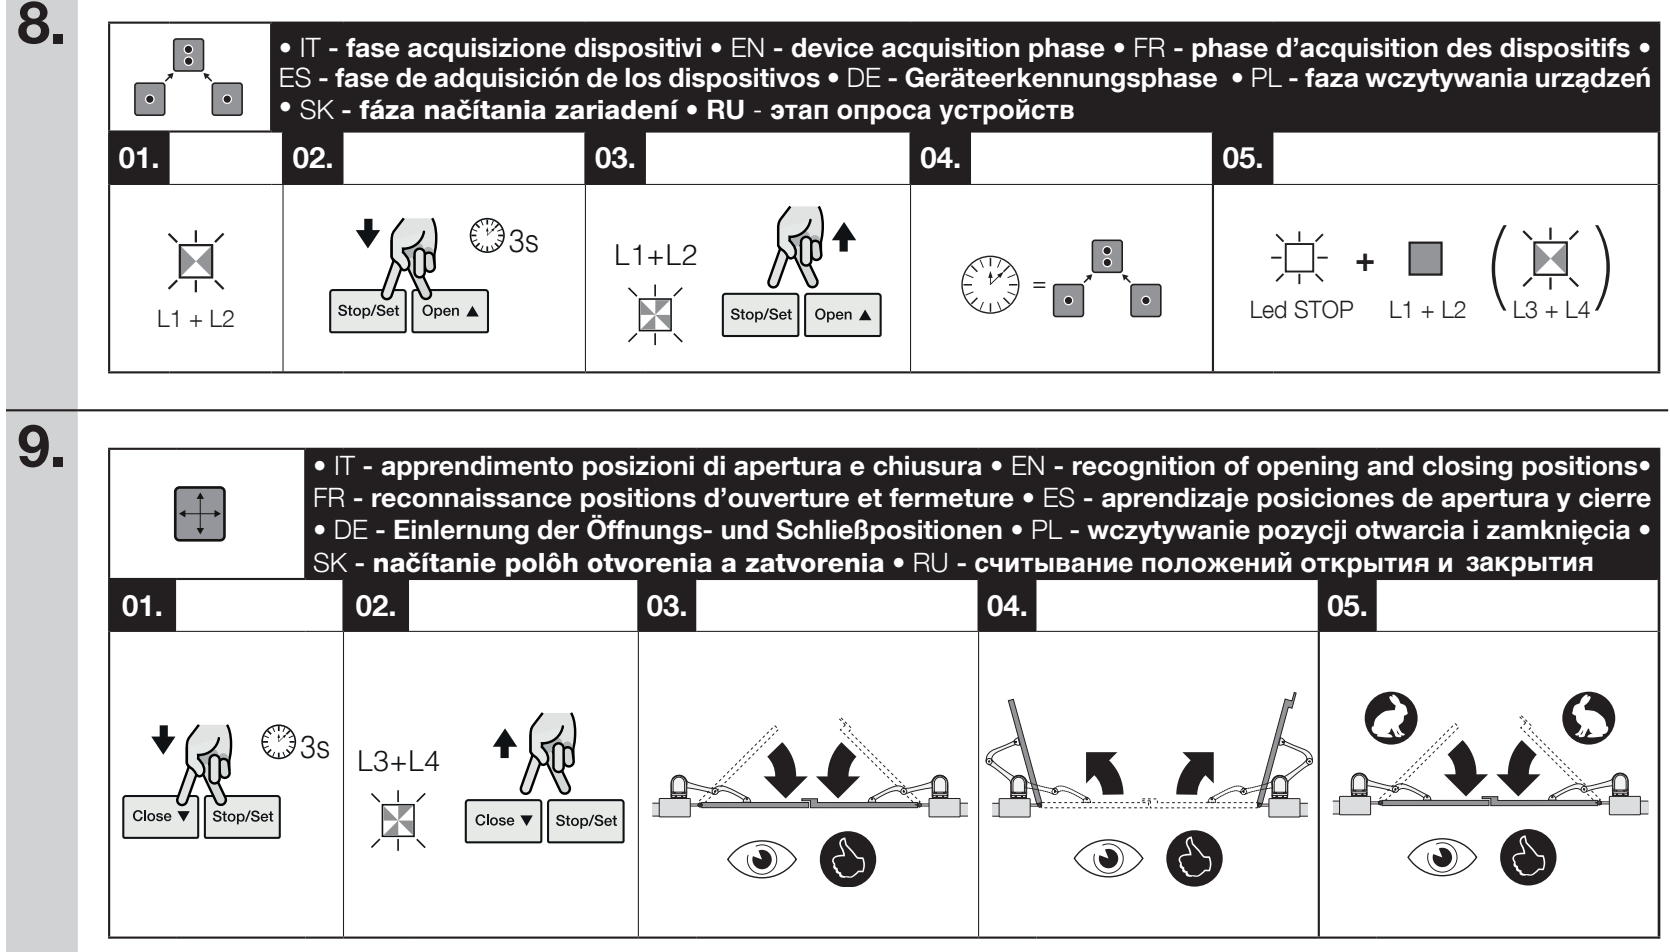 8.
• IT - fase acquisizione dispositivi • EN - device acquisition phase • FR - phase d'acquisition des dispositifs •
ES - fase de adquisición de los dispositivos • DE - Geräteerkennungsphase • PL - faza wczytywania urządzeń
• SK - fáza načítania zariadení • RU - этап опроса устройств
01. 02. 03. 04. 05.
L1 + L2
3s
Stop/Set Open ▲
L1+L2
Stop/Set Open ▲
=
+
Led STOP L1 + L2 (L3 + L4)
9.
• IT - apprendimento posizioni di apertura e chiusura • EN - recognition of opening and closing positions•
FR - reconnaissance positions d'ouverture et fermeture • ES - aprendizaje posiciones de apertura y cierre
• DE - Einlernung der Öffnungs- und Schließpositionen • PL - wczytywanie pozycji otwarcia i zamknięcia •
SK - načítanie polôh otvorenia a zatvorenia • RU - считывание положений открытия и закрытия
01. 02. 03. 04. 05.
3s
Close ▼ Stop/Set
L3+L4
Close ▼ Stop/Set